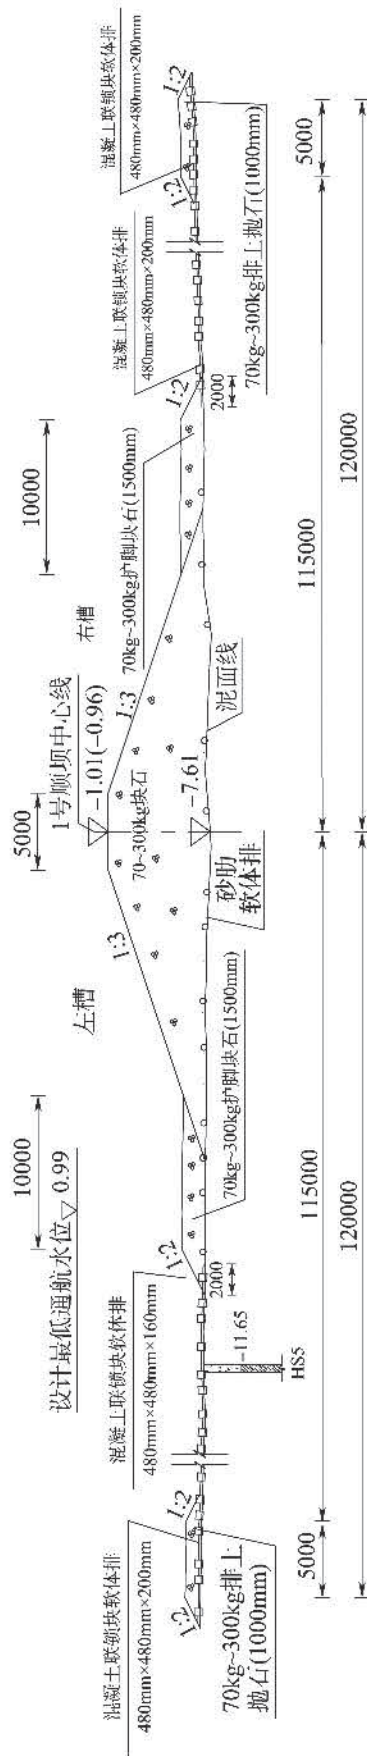 混凝土联锁块软体排
480mm×480mm×200mm
1:2
1:2
70kg~300kg排上
抛石(1000mm)
5000
混凝土联锁块软体排
480mm×480mm×160mm
设计最低通航水位 0.99
10000
1:2
2000
-11.65
HS5
70kg~300kg护脚块石(1500mm)
左槽
1:3
5000
1号顺坝中心线
-1.01(-0.96)
70~300kg块石
-7.61
砂肋
软体排
泥面线
1:3
右槽
10000
70kg~300kg护脚块石(1500mm)
1:2
2000
混凝土联锁块软体排
480mm×480mm×200mm
混凝土联锁块软体排
480mm×480mm×200mm
1:2
1:2
70kg~300kg排上抛石(1000mm)
5000
115000
115000
120000
120000